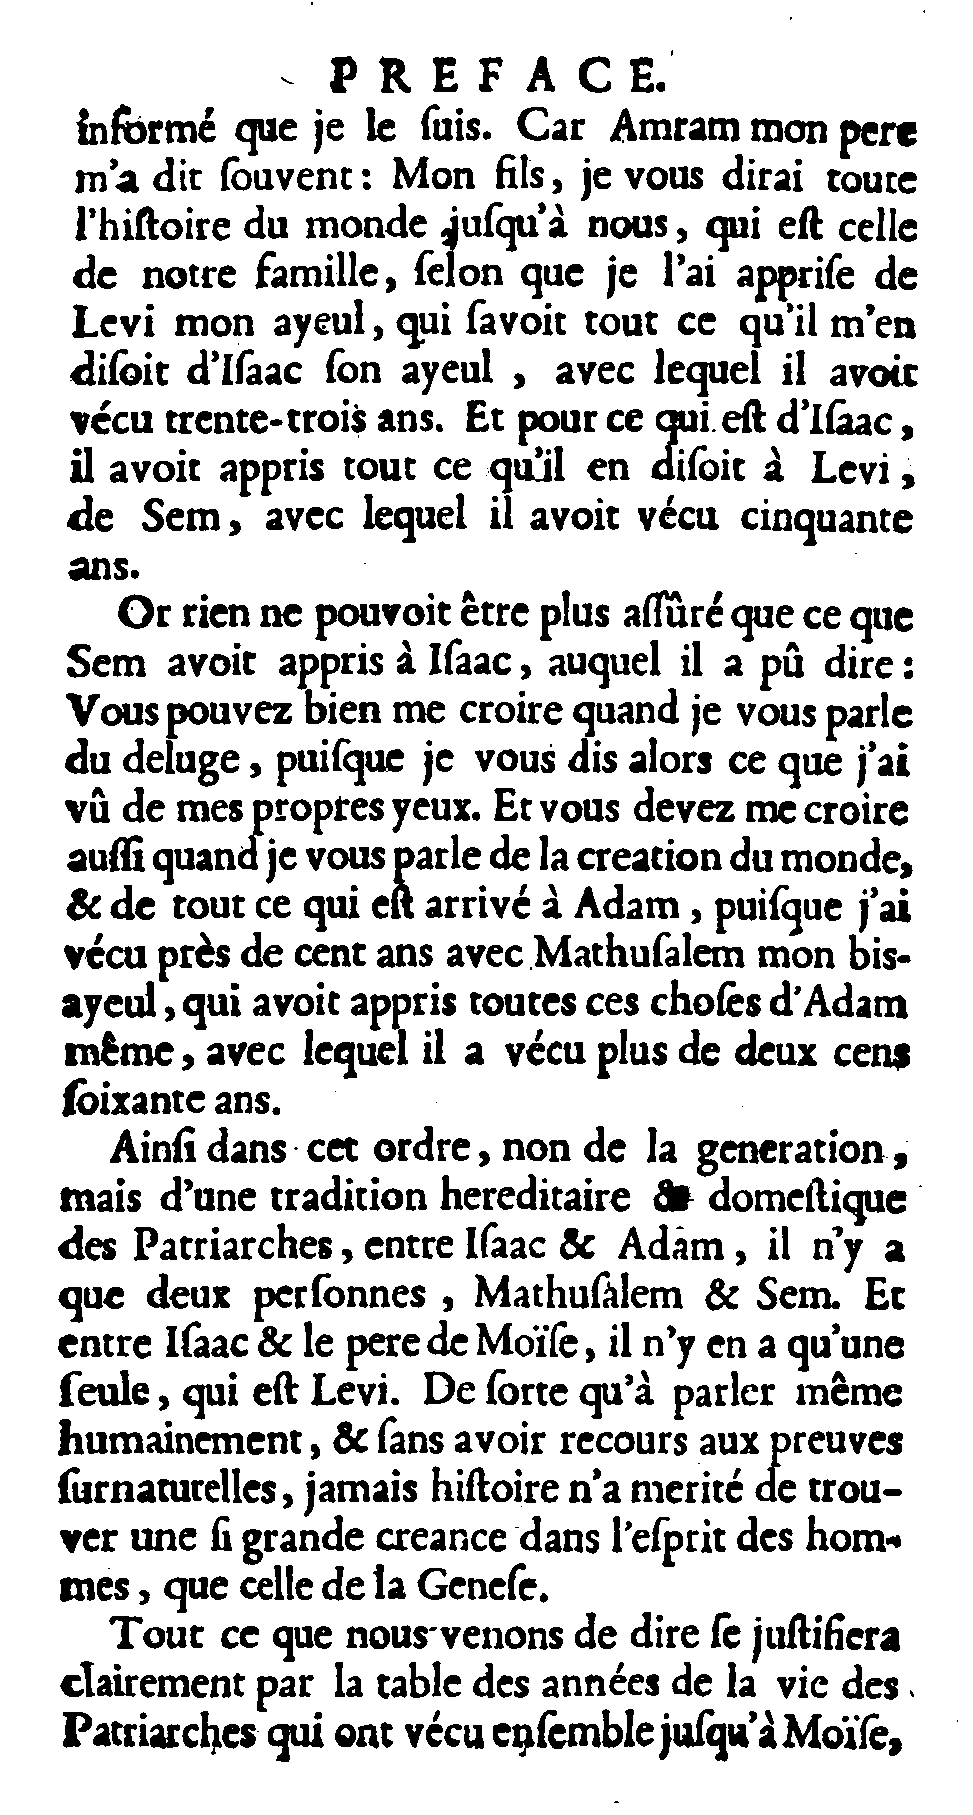 PREFACE.
informé que je le ſuis. Car Amram mon pere
m'a dit ſouvent : Mon fils, je vous dirai toute
l'hiſtoire du monde juſqu'à nous, qui eſt celle
de notre famille, ſelon que je l'ai appriſe de
Levi mon ayeul, qui ſavoit tout ce qu'il m'en
diſoit d'Iſaac ſon ayeul , avec lequel il avoit
vécu trente-trois ans. Et pour ce qui eſt d'Iſaac,
il avoit appris tout ce qu'il en diſoit à Levi,
de Sem, avec lequel il avoit vécu cinquante
ans.
Or rien ne pouvoit être plus aſſûré que ce que
Sem avoit appris à Iſaac, auquel il a pû dire :
Vous pouvez bien me croire quand je vous parle
du deluge, puiſque je vous dis alors ce que j'ai
vû de mes propres yeux. Et vous devez me croire
auſſi quand je vous parle de la creation du monde,
& de tout ce qui eſt arrivé à Adam, puiſque j'ai
vécu près de cent ans avec Mathuſalem mon bis-
ayeul, qui avoit appris toutes ces choſes d'Adam
même, avec lequel il a vécu plus de deux cens
ſoixante ans.
Ainſi dans cet ordre, non de la generation,
mais d'une tradition hereditaire & domeſtique
des Patriarches, entre Iſaac & Adam, il n'y a
que deux perſonnes , Mathuſalem & Sem. Et
entre Iſaac & le pere de Moïſe, il n'y en a qu'une
ſeule, qui eſt Levi. De ſorte qu'à parler même
humainement, & ſans avoir recours aux preuves
ſurnaturelles, jamais hiſtoire n'a merité de trou-
ver une ſi grande creance dans l'eſprit des hom-
mes, que celle de la Geneſe.
Tout ce que nous venons de dire ſe juſtifiera
clairement par la table des années de la vie des
Patriarches qui ont vécu enſemble juſqu'à Moïſe,